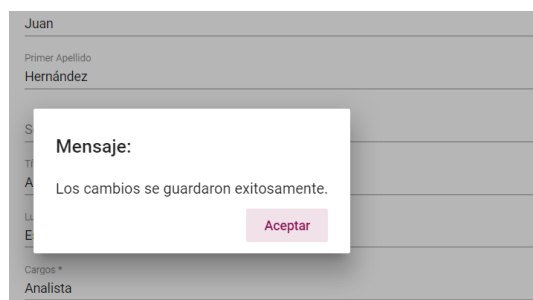 Juan
Primer Apellido
Hernández
Mensaje:
Los cambios se guardaron exitosamente.
Aceptar
Cargos *
Analista